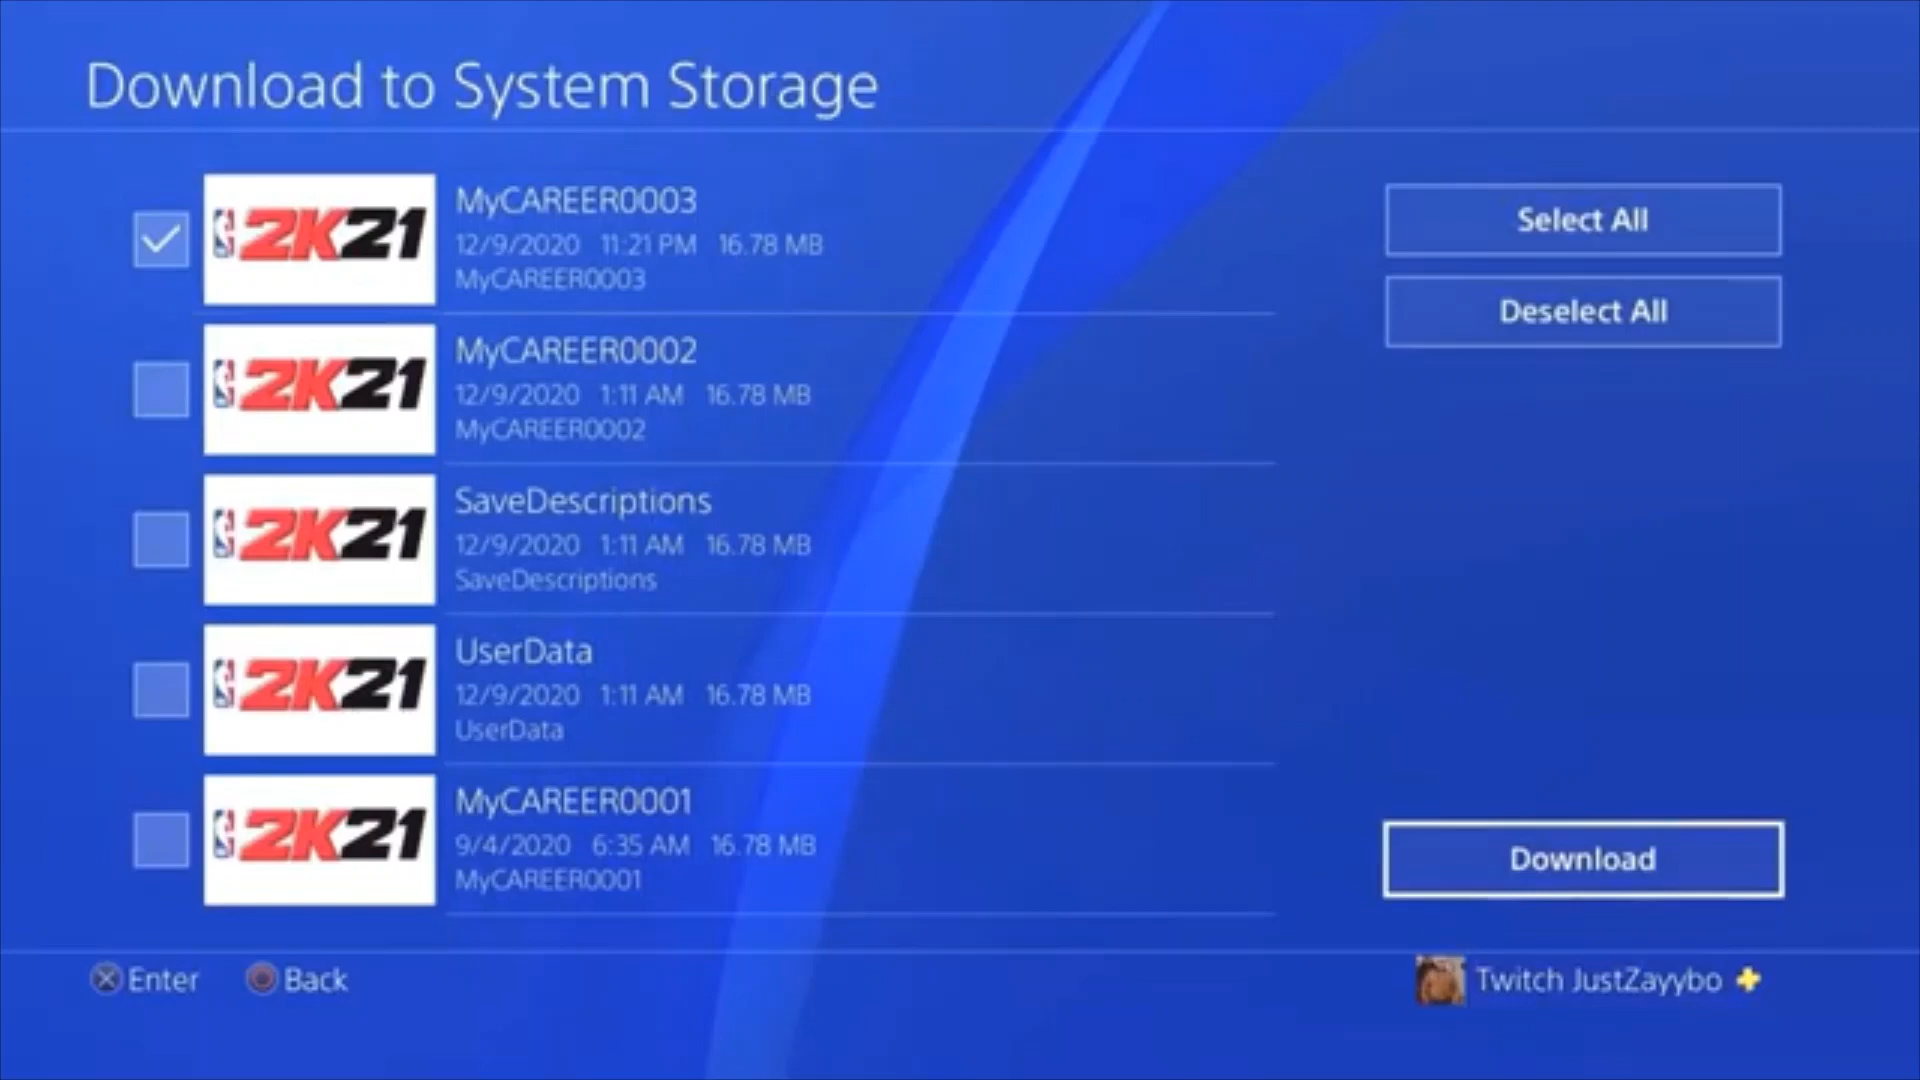 Download to System Storage
2K21
MyCAREER0003
12/9/2020 11:21 PM 16.78 MB
MyCAREER0003
2K21
MyCAREER0002
12/9/2020 1:11 AM 16.78 MB
MyCAREER0002
2K21
SaveDescriptions
12/9/2020 1:11 AM 16.78 MB
SaveDescriptions
2K21
UserData
12/9/2020 1:11 AM 16.78 MB
UserData
2K21
MyCAREER0001
9/4/2020 6:35 AM 16.78 MB
MyCAREER0001
Select All
Deselect All
Download
Enter Back
Twitch JustZayybo